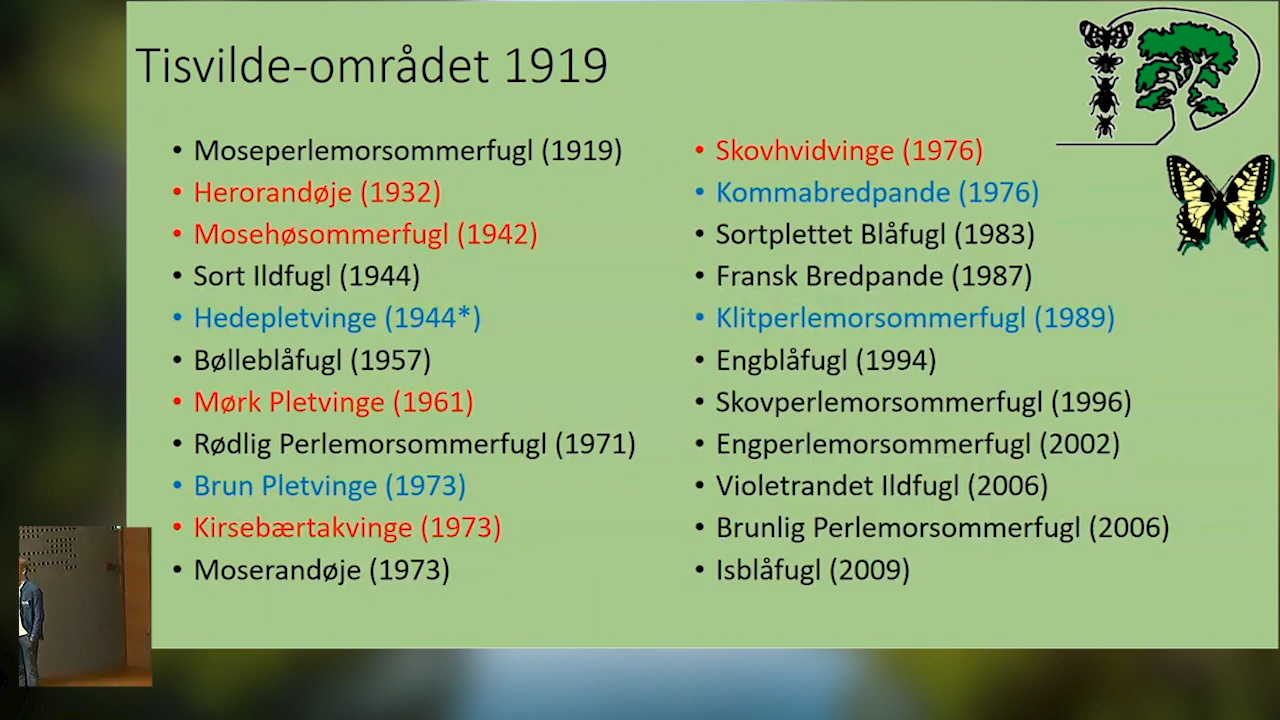 Tisvilde-området 1919
• Moseperlemorsommerfugl (1919)
• Herorandøje (1932)
• Mosehøsommerfugl (1942)
• Sort Ildfugl (1944)
• Hedepletvinge (1944*)
• Bølleblåfugl (1957)
• Mørk Pletvinge (1961)
• Rødlig Perlemorsommerfugl (1971)
• Brun Pletvinge (1973)
• Kirsebærtakvinge (1973)
• Moserandøje (1973)
• Skovhvidvinge (1976)
• Kommabredpande (1976)
• Sortplettet Blåfugl (1983)
• Fransk Bredpande (1987)
• Klitperlemorsommerfugl (1989)
• Engblåfugl (1994)
• Skovperlemorsommerfugl (1996)
• Engperlemorsommerfugl (2002)
• Violetrandet Ildfugl (2006)
• Brunlig Perlemorsommerfugl (2006)
• Isblåfugl (2009)